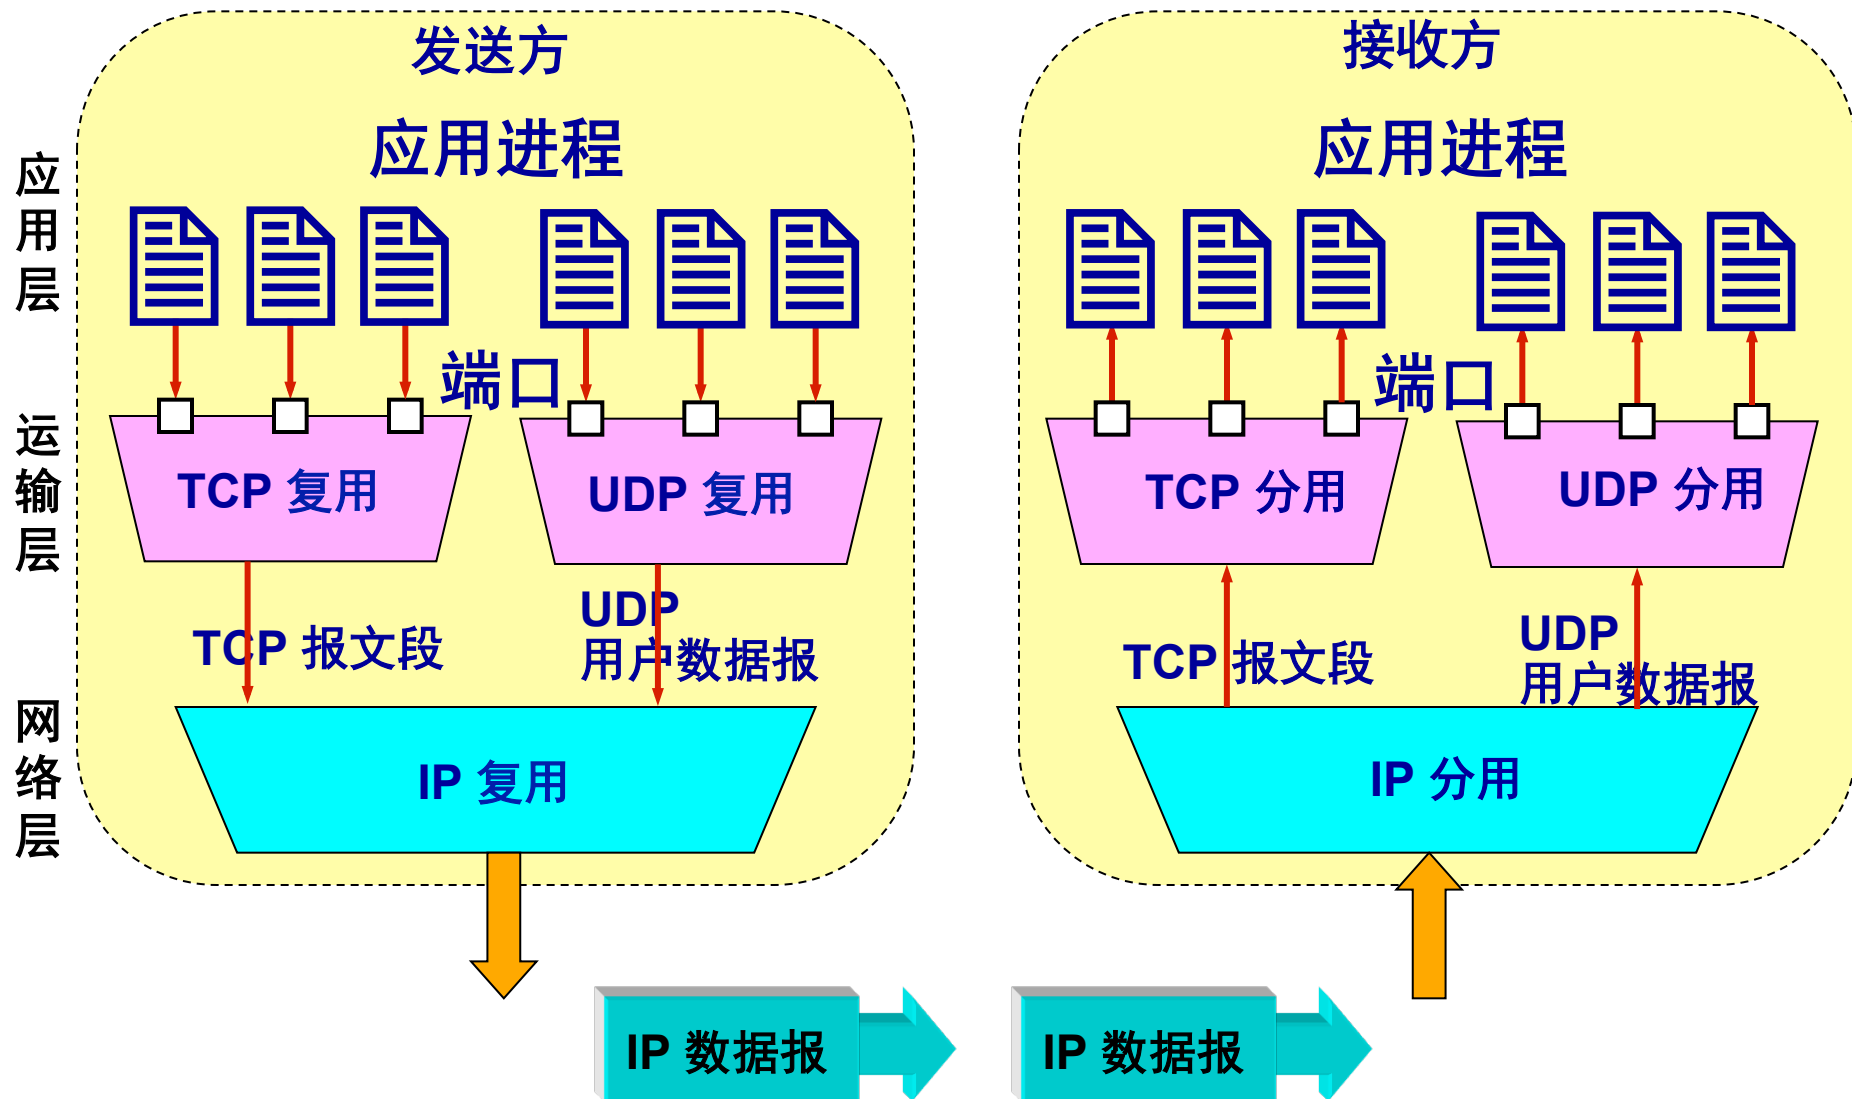 发送方
接收方
应用进程
应用进程
应用层
端口
端口
运输层
TCP 复用
UDP 复用
TCP 分用
UDP 分用
TCP 报文段
UDP
用户数据报
TCP 报文段
UDP
用户数据报
网络层
IP 复用
IP 分用
IP 数据报
IP 数据报